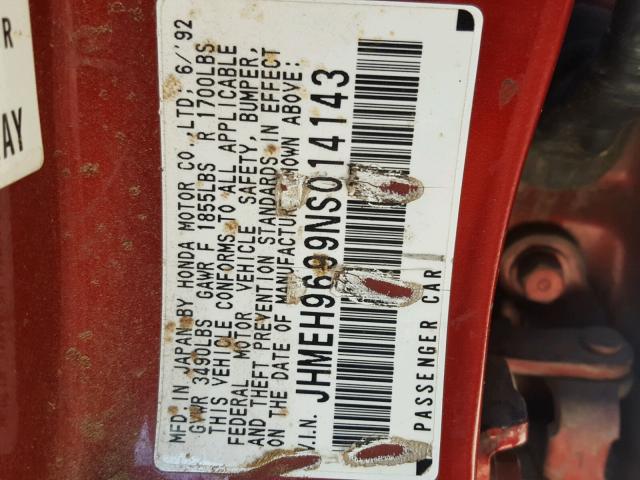 MFD. IN JAPAN BY HONDA MOTOR CO., LTD, 6/'92
GVWR 3490LBS GAWR F 1855LBS R 1700LBS
THIS VEHICLE CONFORMS TO ALL APPLICABLE
FEDERAL MOTOR VEHICLE SAFETY, BUMPER,
AND THEFT PREVENTION STANDARDS IN EFFECT
ON THE DATE OF MANUFACTURE SHOWN ABOVE:
V.I.N. JHMEH9699NS014143
PASSENGER CAR
R
AY